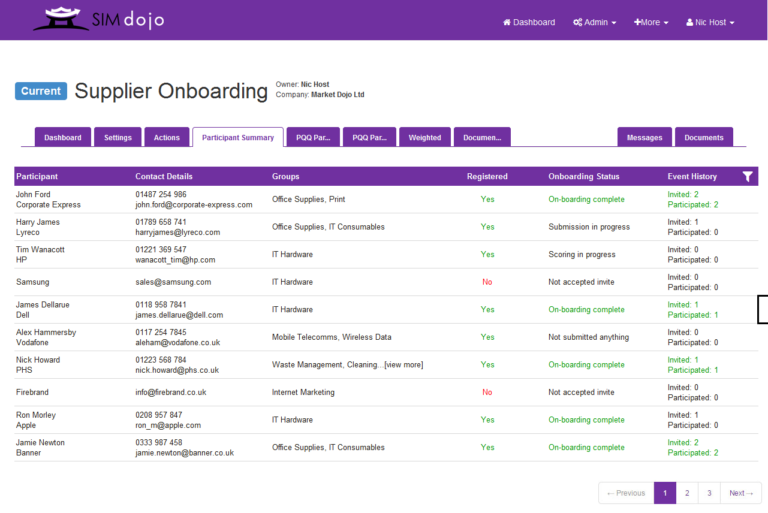 SIM dojo
Dashboard Admin +More Nic Host
Current Supplier Onboarding
Owner: Nic Host
Company: Market Dojo Ltd
Dashboard Settings Actions Participant Summary PQQ Par... PQQ Par... Weighted Documen... Messages Documents
Participant Contact Details Groups Registered Onboarding Status Event History
John Ford 01487 254 986 Invited: 2
Office Supplies, Print Yes On-boarding complete
Corporate Express john.ford@corporate-express.com Participated: 2
Harry James 01789 658 741 Invited: 1
Office Supplies, IT Consumables Yes Submission in progress
Lyreco harryjames@lyreco.com Participated: 0
Tim Wanacott 01221 369 547 Invited: 0
IT Hardware Yes Scoring in progress
HP wanacott_tim@hp.com Participated: 0
Invited: 0
Samsung sales@samsung.com IT Hardware No Not accepted invite
Participated: 0
James Dellarue 0118 958 7841 Invited: 1
IT Hardware Yes On-boarding complete
Dell james.dellarue@dell.com Participated: 1
Alex Hammersby 0117 254 7845 Invited: 0
Mobile Telecomms, Wireless Data Yes Not submitted anything
Vodafone aleham@vodafone.co.uk Participated: 0
Nick Howard 01223 568 784 Invited: 1
Waste Management, Cleaning...[view more] Yes On-boarding complete
PHS nick.howard@phs.co.uk Participated: 1
Invited: 0
Firebrand info@firebrand.co.uk Internet Marketing No Not accepted invite
Participated: 0
Ron Morley 0208 957 847 Invited: 1
IT Hardware Yes On-boarding complete
Apple ron_m@apple.com Participated: 0
Jamie Newton 0333 987 458 Invited: 2
Office Supplies, IT Consumables Yes On-boarding complete
Banner jamie.newton@banner.co.uk Participated: 2
← Previous 1 2 3 Next →